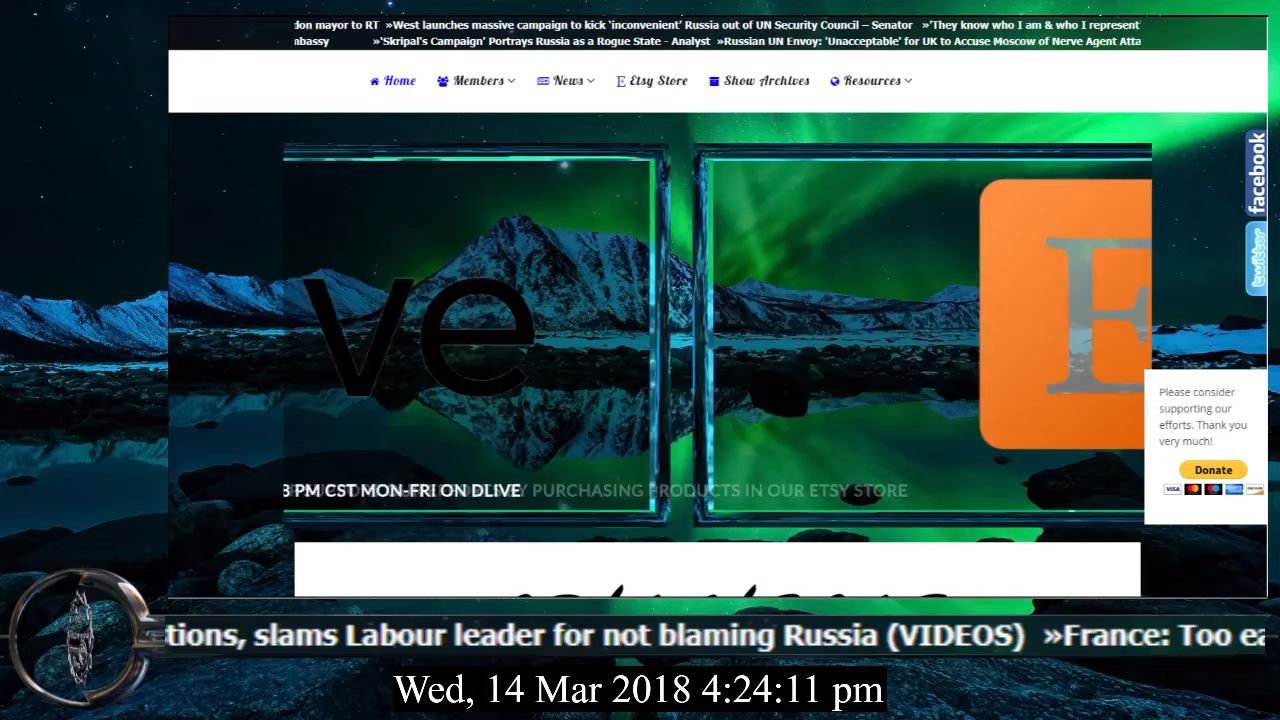 don mayor to RT »West launches massive campaign to kick 'inconvenient' Russia out of UN Security Council – Senator »'They know who I am & who I represent'
mbassy »'Skripal's Campaign' Portrays Russia as a Rogue State - Analyst »Russian UN Envoy: 'Unacceptable' for UK to Accuse Moscow of Nerve Agent Atta
Home Members News E Etsy Store Show Archives Resources
facebook
twitter
ve
E
Please consider
supporting our
efforts. Thank you
very much!
Donate
VISA
3PM CST MON-FRI ON DLIVE
Y PURCHASING PRODUCTS IN OUR ETSY STORE
tions, slams Labour leader for not blaming Russia (VIDEOS) »France: Too ea
Wed, 14 Mar 2018 4:24:11 pm